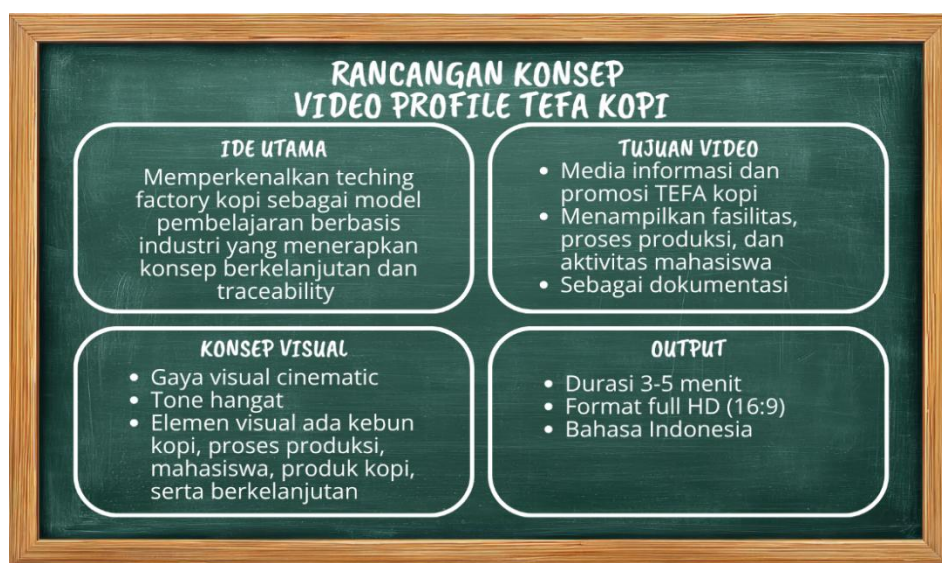 RANCANGAN KONSEP
VIDEO PROFILE TEFA KOPI
IDE UTAMA
Memperkenalkan teching
factory kopi sebagai model
pembelajaran berbasis
industri yang menerapkan
konsep berkelanjutan dan
traceability
TUJUAN VIDEO
• Media informasi dan
promosi TEFA kopi
• Menampilkan fasilitas,
proses produksi, dan
aktivitas mahasiswa
• Sebagai dokumentasi
KONSEP VISUAL
• Gaya visual cinematic
• Tone hangat
• Elemen visual ada kebun
kopi, proses produksi,
mahasiswa, produk kopi,
serta berkelanjutan
OUTPUT
• Durasi 3-5 menit
• Format full HD (16:9)
• Bahasa Indonesia